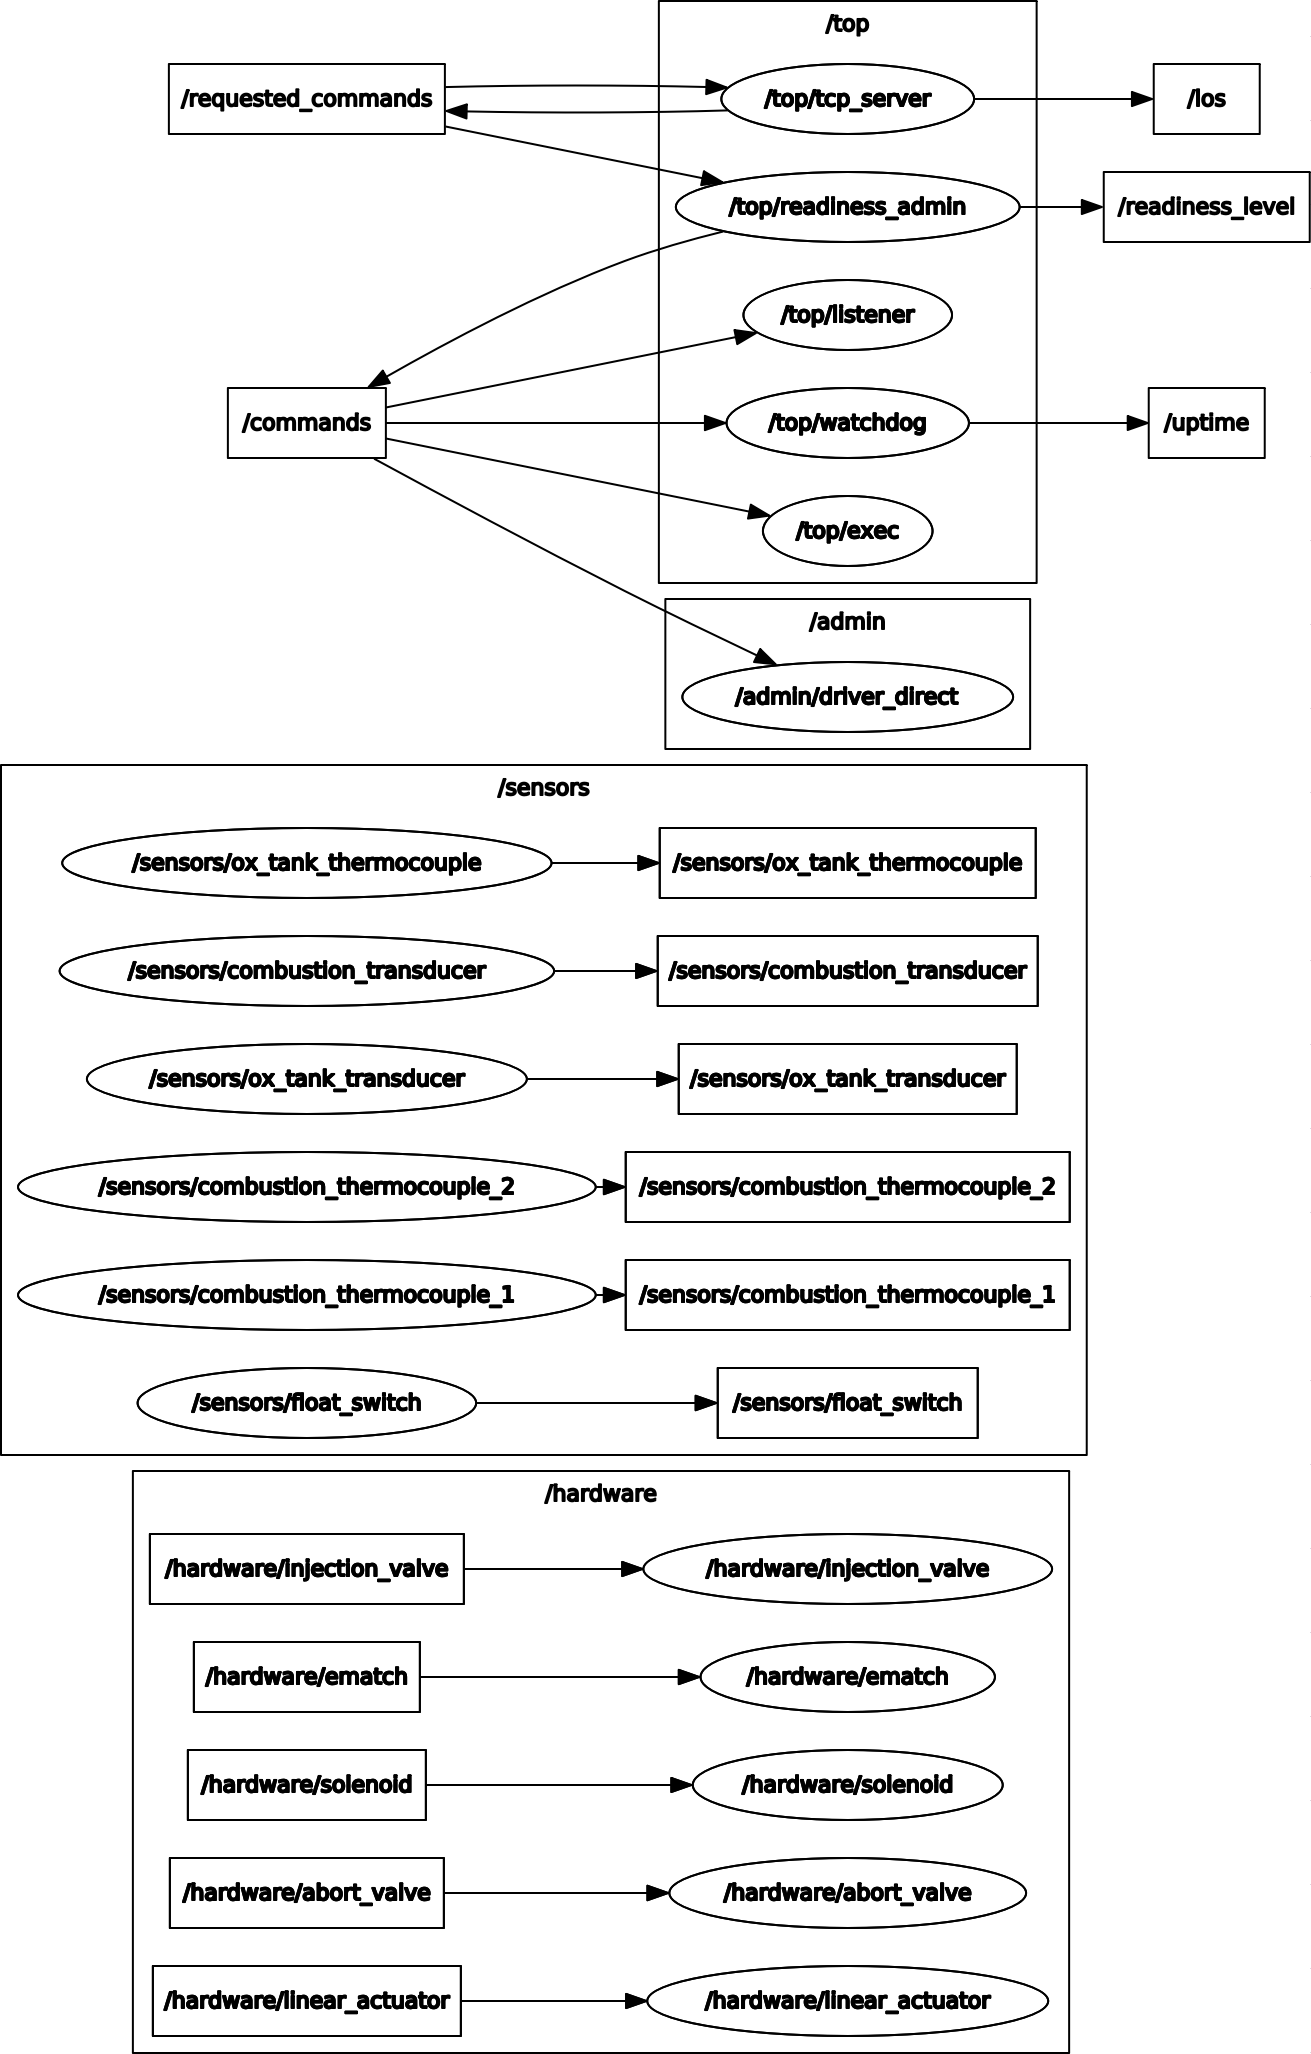 /top
/requested_commands
/top/tcp_server
/los
/top/readiness_admin
/readiness_level
/top/listener
/commands
/top/watchdog
/uptime
/top/exec
/admin
/admin/driver_direct
/sensors
/sensors/ox_tank_thermocouple
/sensors/ox_tank_thermocouple
/sensors/combustion_transducer
/sensors/combustion_transducer
/sensors/ox_tank_transducer
/sensors/ox_tank_transducer
/sensors/combustion_thermocouple_2
/sensors/combustion_thermocouple_2
/sensors/combustion_thermocouple_1
/sensors/combustion_thermocouple_1
/sensors/float_switch
/sensors/float_switch
/hardware
/hardware/injection_valve
/hardware/injection_valve
/hardware/ematch
/hardware/ematch
/hardware/solenoid
/hardware/solenoid
/hardware/abort_valve
/hardware/abort_valve
/hardware/linear_actuator
/hardware/linear_actuator